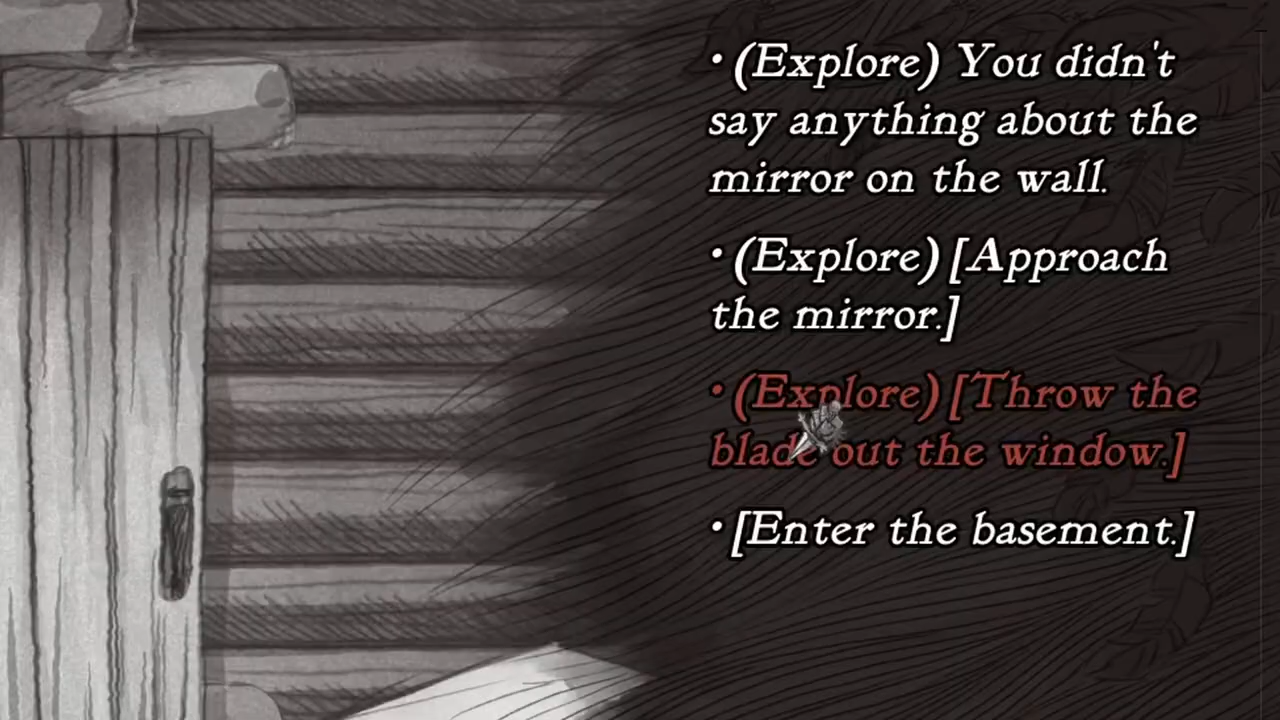 • (Explore) You didn't
say anything about the
mirror on the wall.
• (Explore) [Approach
the mirror.]
• (Explore) [Throw the
blade out the window.]
• [Enter the basement.]